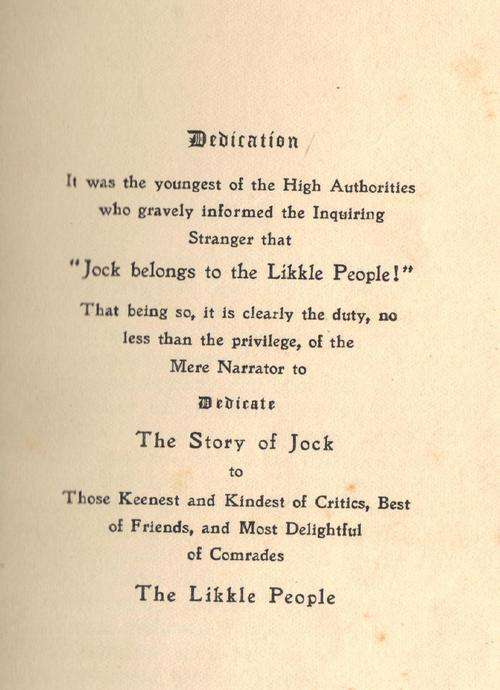 Dedication
It was the youngest of the High Authorities
who gravely informed the Inquiring
Stranger that
“Jock belongs to the Likkle People!”
That being so, it is clearly the duty, no
less than the privilege, of the
Mere Narrator to
Dedicate
The Story of Jock
to
Those Keenest and Kindest of Critics, Best
of Friends, and Most Delightful
of Comrades
The Likkle People